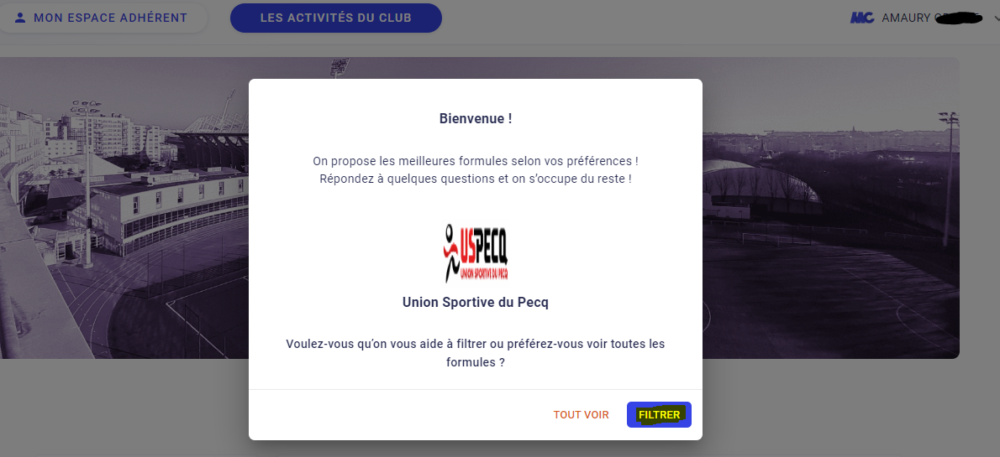 MON ESPACE ADHÉRENT
LES ACTIVITÉS DU CLUB
MC AMAURY
Bienvenue !
On propose les meilleures formules selon vos préférences !
Répondez à quelques questions et on s’occupe du reste !
USPECQ
UNION SPORTIVE DU PECQ
Union Sportive du Pecq
Voulez-vous qu’on vous aide à filtrer ou préférez-vous voir toutes les
formules ?
TOUT VOIR
FILTRER